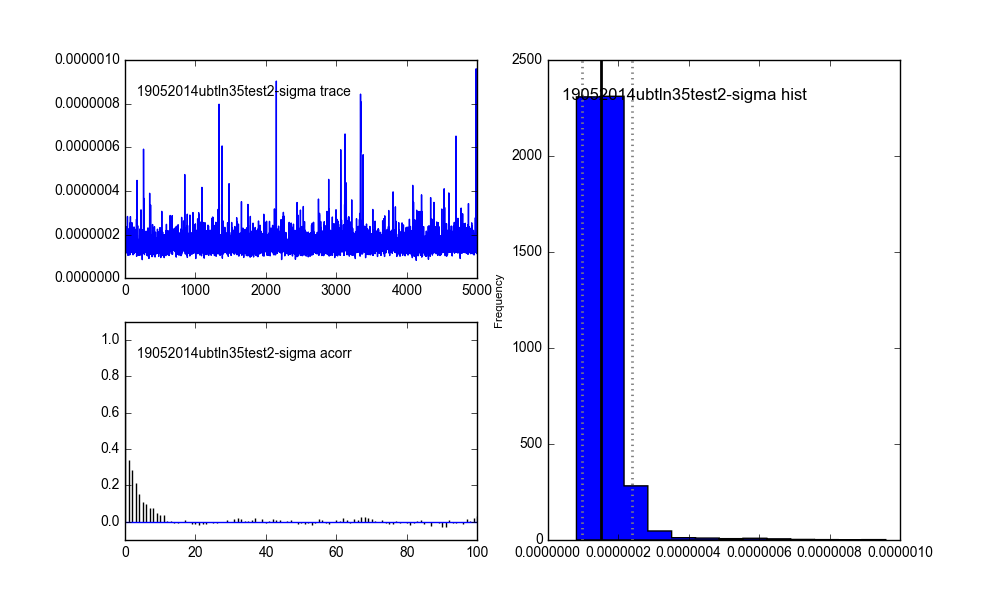 0.0000010
19052014ubtln35test2-sigma trace
0.0000008
0.0000006
0.0000004
0.0000002
0.0000000
0 1000 2000 3000 4000 5000
1.0
19052014ubtln35test2-sigma acorr
0.8
0.6
0.4
0.2
0.0
0 20 40 60 80 100
2500
19052014ubtln35test2-sigma hist
2000
1500
Frequency
1000
500
0
0.0000000 0.0000002 0.0000004 0.0000006 0.0000008 0.0000010